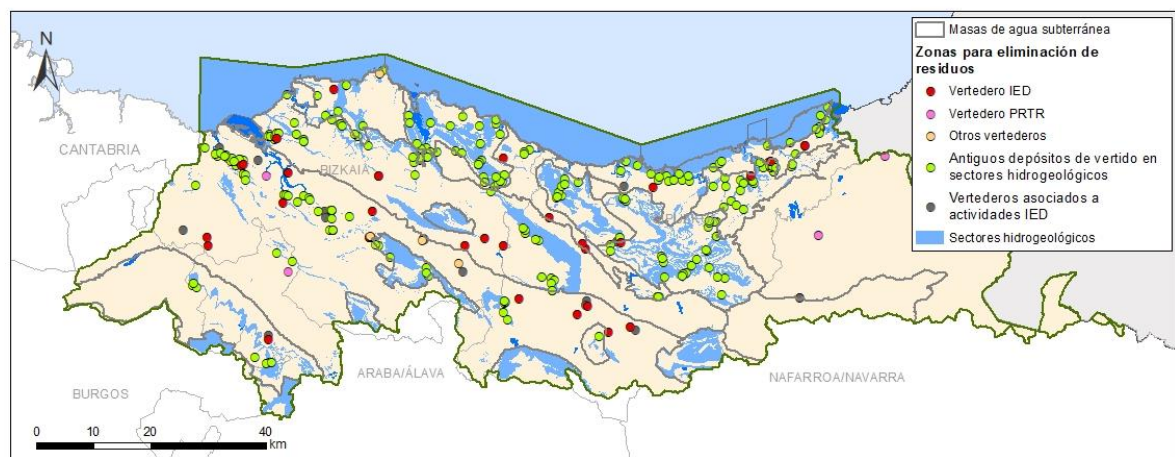 N
CANTABRIA
BIZKAIA
BURGOS
ARABA/ÁLAVA
NAFARROA/NAVARRA
0 10 20 40
km
Masas de agua subterránea
Zonas para eliminación de
residuos
Vertedero IED
Vertedero PRTR
Otros vertederos
Antiguos depósitos de vertido en
sectores hidrogeológicos
Vertederos asociados a
actividades IED
Sectores hidrogeológicos